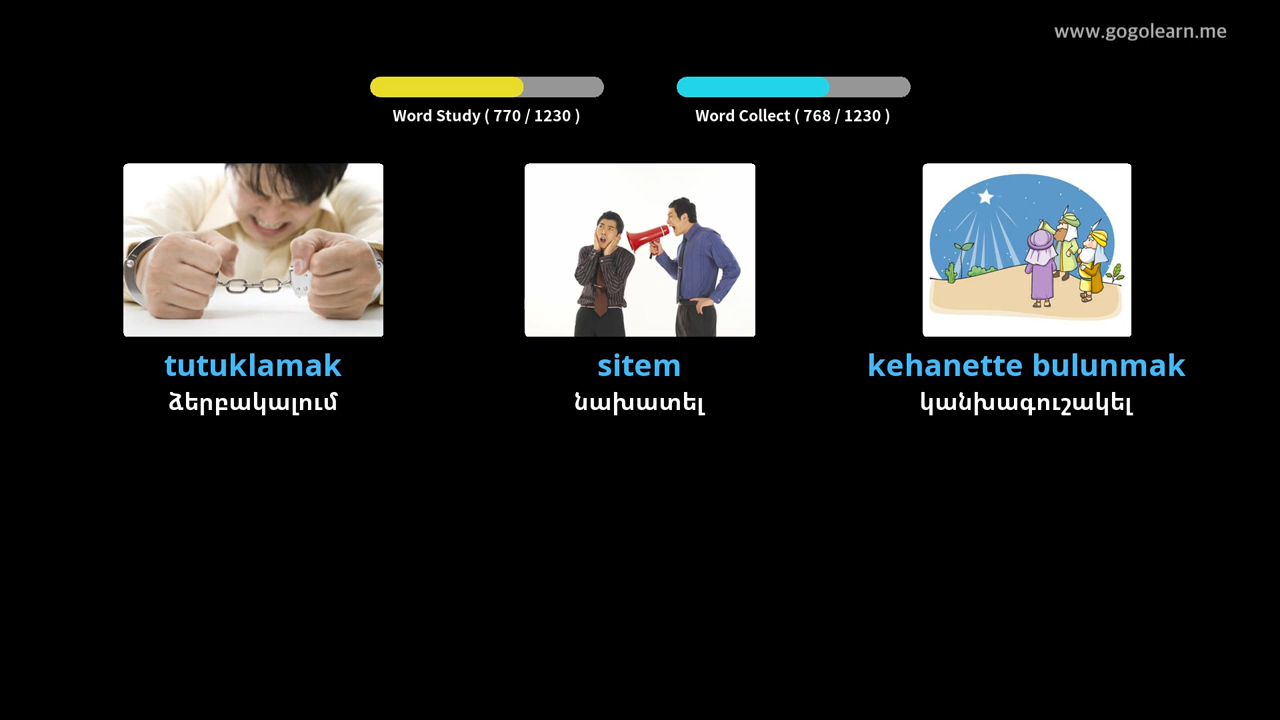 www.gogolearn.me
Word Study ( 770 / 1230 )
Word Collect ( 768 / 1230 )
tutuklamak
ձերբակալում
sitem
նախատել
kehanette bulunmak
կանխագուշակել